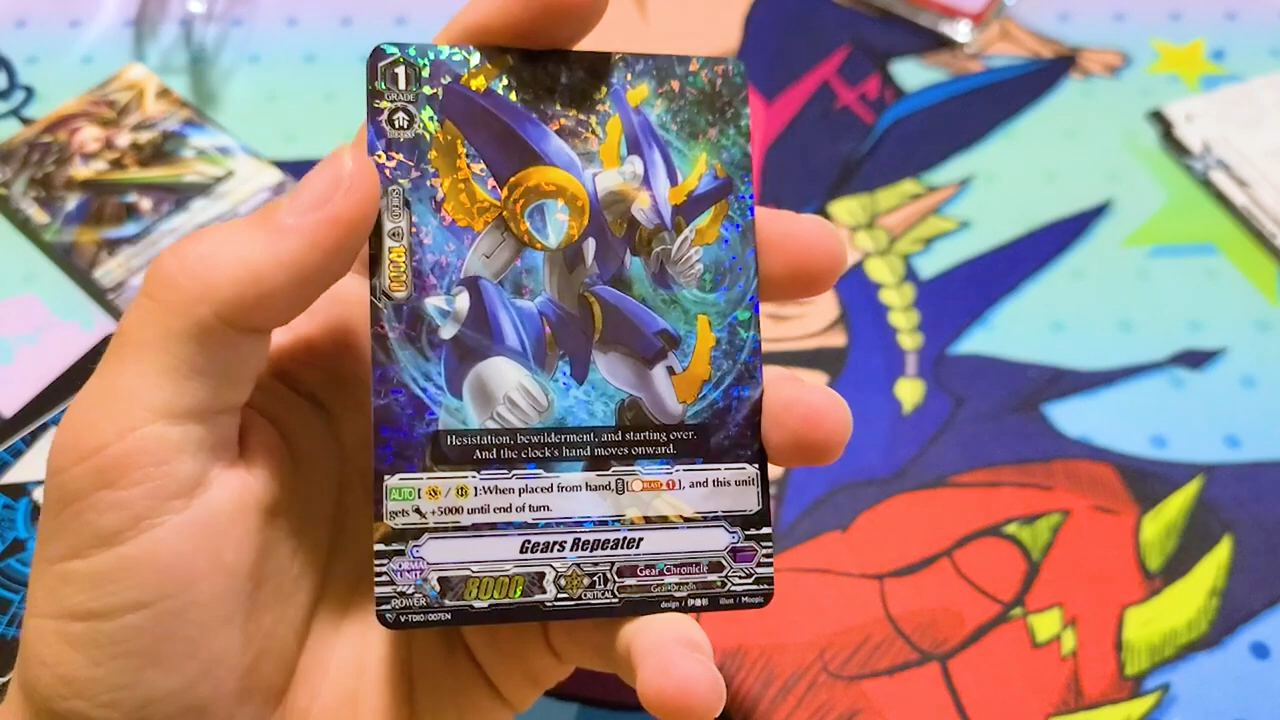 1
GRADE
BOOST
SHIELD
10000
Hesistation, bewilderment, and starting over.
And the clock's hand moves onward.
AUTO [ / ]:When placed from hand, [ BLAST 1 ], and this unit
gets +5000 until end of turn.
Gears Repeater
NORMAL
UNIT
POWER 8000 1 CRITICAL
Gear Chronicle
Gear Dragon
V-TD10/007EN design / 伊藤彰 illust / Moopic